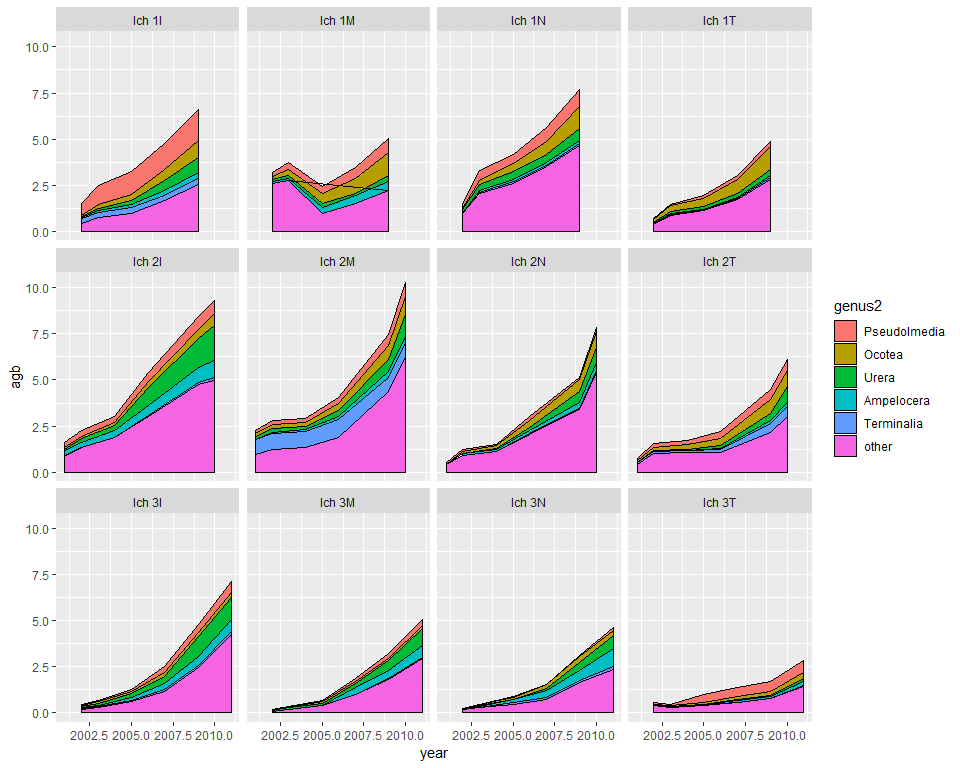 Ich 1I Ich 1M Ich 1N Ich 1T
10.0
7.5
5.0
2.5
0.0
Ich 2I Ich 2M Ich 2N Ich 2T
10.0
7.5
5.0
2.5
0.0
Ich 3I Ich 3M Ich 3N Ich 3T
10.0
7.5
5.0
2.5
0.0
2002.5 2005.0 2007.5 2010.0 2002.5 2005.0 2007.5 2010.0 2002.5 2005.0 2007.5 2010.0 2002.5 2005.0 2007.5 2010.0
year
agb
genus2
Pseudolmedia
Ocotea
Urera
Ampelocera
Terminalia
other